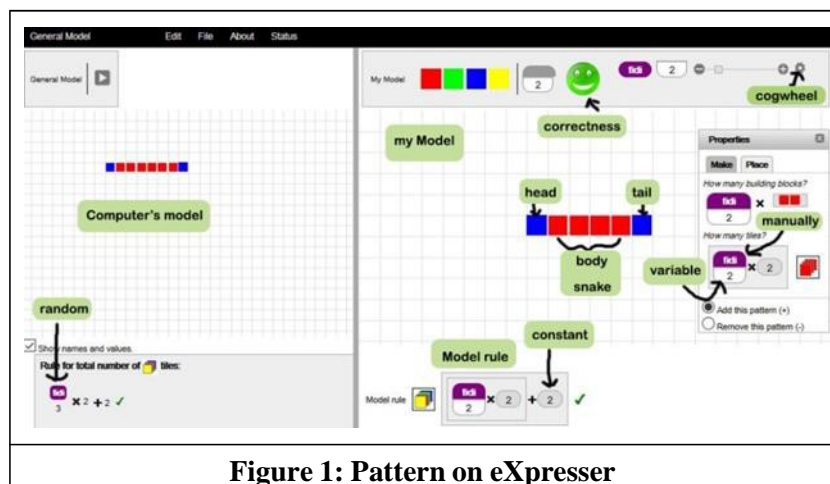 General Model Edit File About Status
General Model
My Model
2
fidi 2
cogwheel
correctness
my Model
Properties
Make Place
How many building blocks?
fidi
2 ×
manually
How many tiles?
fidi
2 × 2
variable
Add this pattern (+)
Remove this pattern (-)
head tail
body
snake
Computer's model
random
Show names and values.
Rule for total number of tiles:
fidi
3 × 2 + 2 ✓
constant
Model rule
Model rule
fidi
2 × 2 + 2 ✓
Figure 1: Pattern on eXpresser